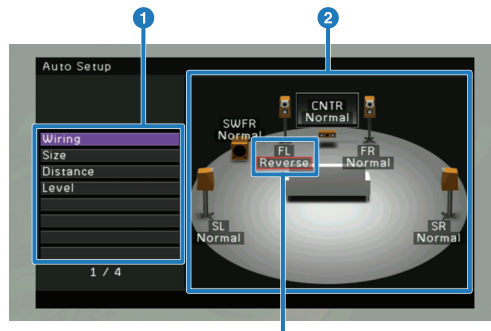 1
2
Auto Setup
Wiring
Size
Distance
Level
1 / 4
CNTR
Normal
SWFR
Normal
FL
Reverse
FR
Normal
SL
Normal
SR
Normal